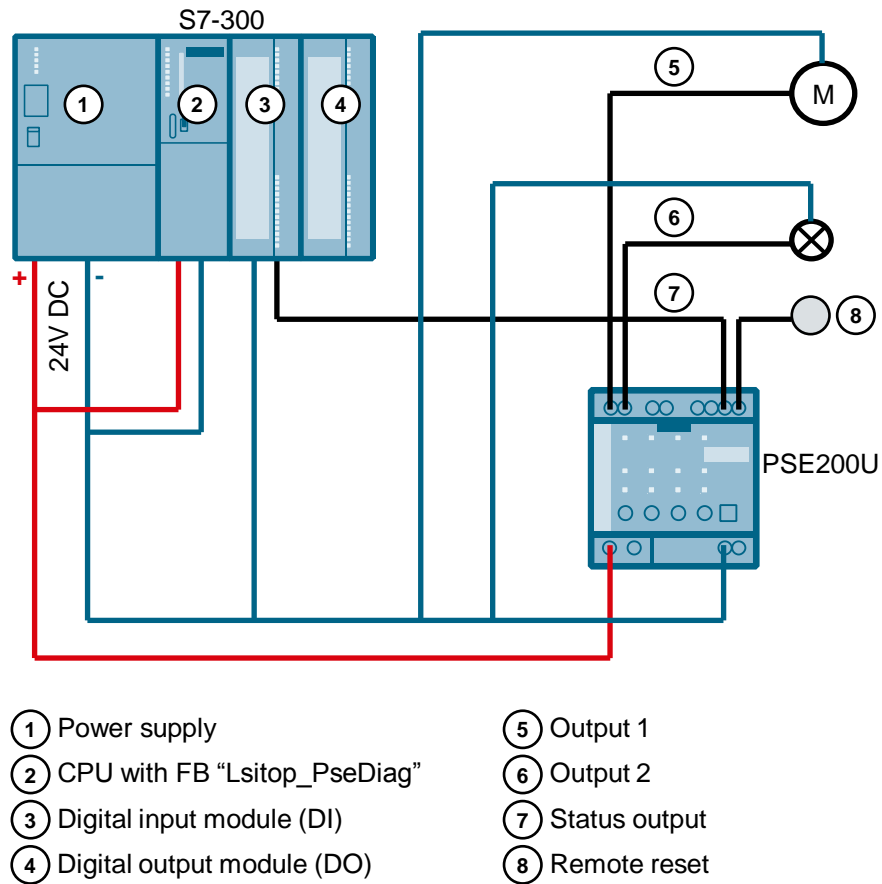 S7-300
1
2
3
4
5
M
6
7
8
+
-
24V DC
PSE200U
1 Power supply
2 CPU with FB “Lsitop_PseDiag”
3 Digital input module (DI)
4 Digital output module (DO)
5 Output 1
6 Output 2
7 Status output
8 Remote reset